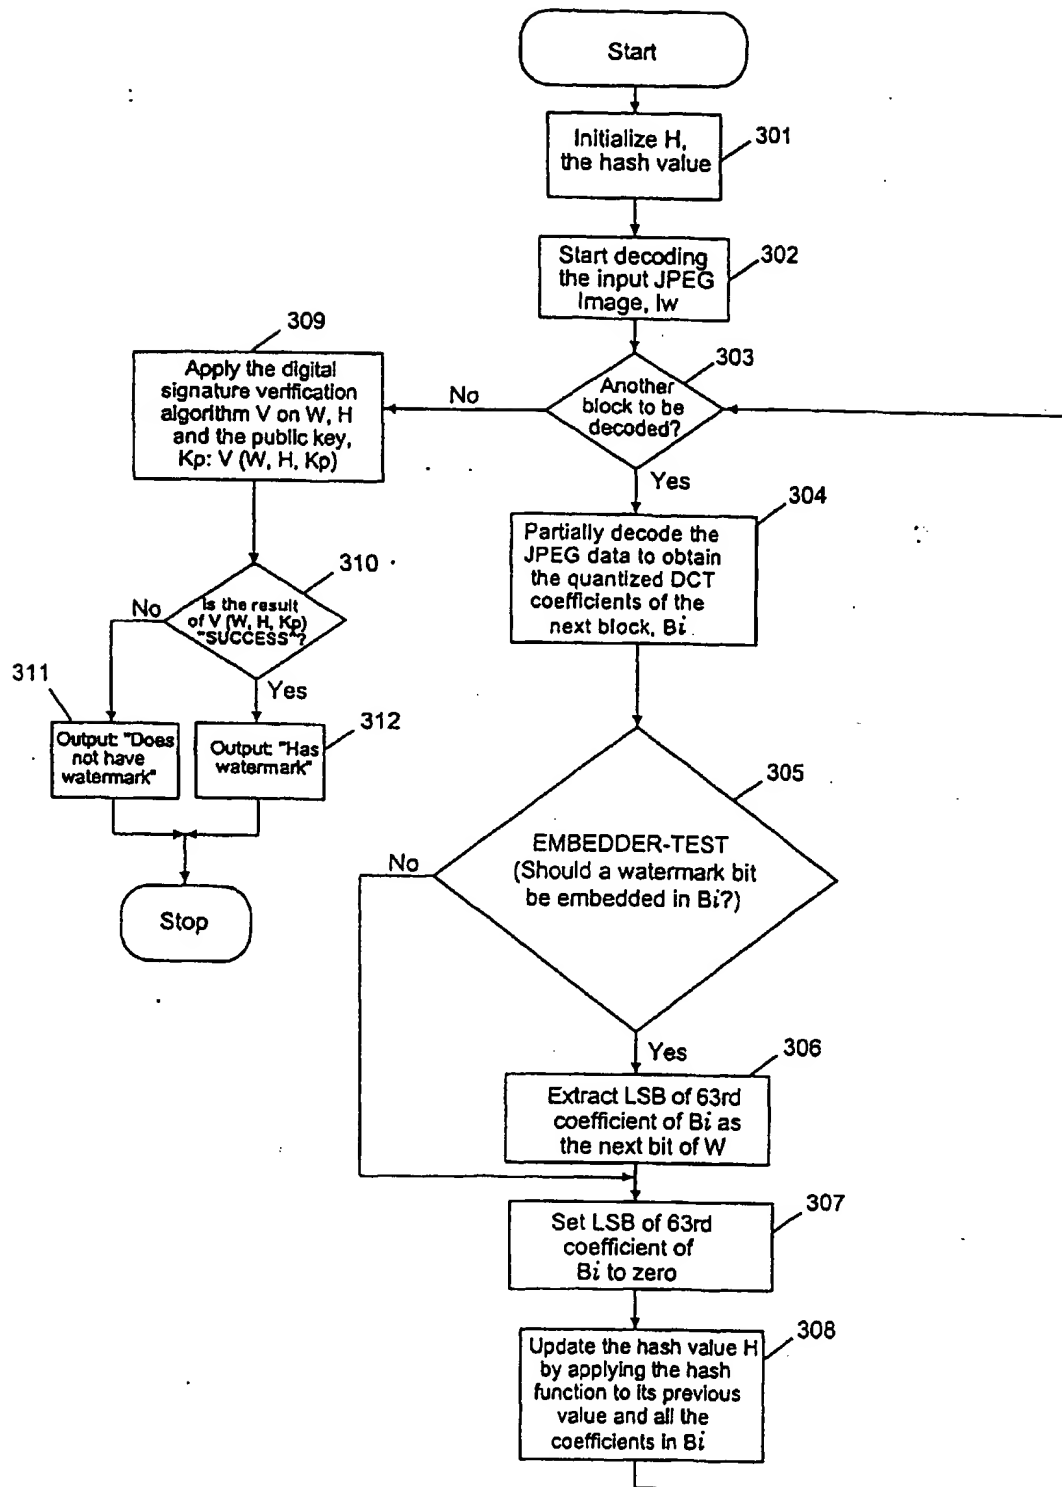 Start
Initialize H,
the hash value
301
Start decoding
the input JPEG
Image, Iw
302
303
Another
block to be
decoded?
No
Yes
309
Apply the digital
signature verification
algorithm V on W, H
and the public key,
Kp: V (W, H, Kp)
304
Partially decode the
JPEG data to obtain
the quantized DCT
coefficients of the
next block, Bi
310
Is the result
of V (W, H, Kp)
"SUCCESS"?
No
Yes
311
Output: "Does
not have
watermark"
312
Output: "Has
watermark"
Stop
305
EMBEDDER-TEST
(Should a watermark bit
be embedded in Bi?)
No
Yes
306
Extract LSB of 63rd
coefficient of Bi as
the next bit of W
307
Set LSB of 63rd
coefficient of
Bi to zero
308
Update the hash value H
by applying the hash
function to its previous
value and all the
coefficients in Bi